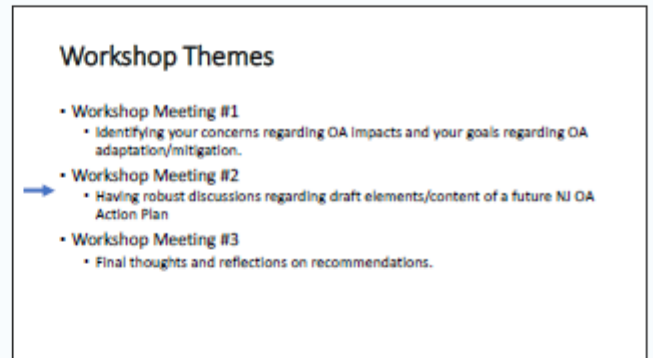 Workshop Themes
• Workshop Meeting #1
• Identifying your concerns regarding OA impacts and your goals regarding OA
adaptation/mitigation.
• Workshop Meeting #2
• Having robust discussions regarding draft elements/content of a future NJ OA
Action Plan
• Workshop Meeting #3
• Final thoughts and reflections on recommendations.